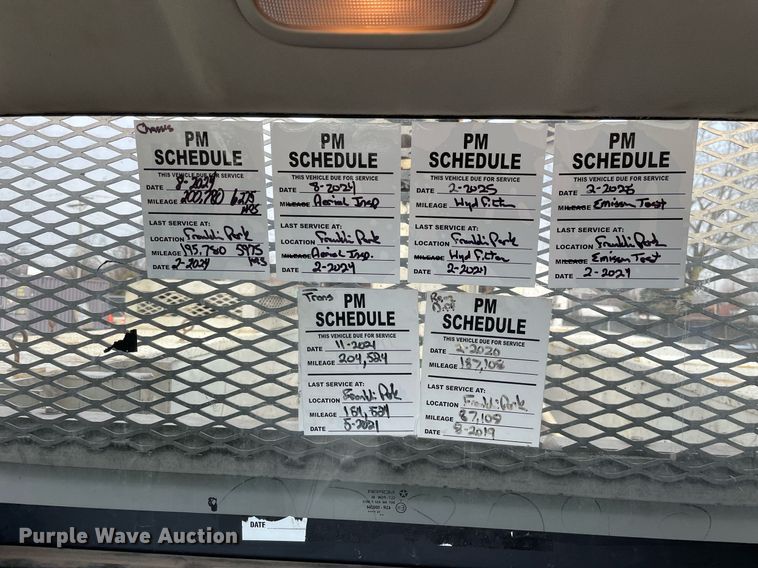 Chassis
PM
SCHEDULE
THIS VEHICLE DUE FOR SERVICE
DATE 8-2024
MILEAGE 200,780 6275 HRS
LAST SERVICE AT:
LOCATION Franklin Park
MILEAGE 195,780 5975 HRS
DATE 2-2024
PM
SCHEDULE
THIS VEHICLE DUE FOR SERVICE
DATE 8-2024
MILEAGE Aerial Insp
LAST SERVICE AT:
LOCATION Franklin Park
MILEAGE Aerial Insp.
DATE 2-2024
PM
SCHEDULE
THIS VEHICLE DUE FOR SERVICE
DATE 2-2025
MILEAGE Hyd Filter
LAST SERVICE AT:
LOCATION Franklin Park
MILEAGE Hyd Filter
DATE 2-2024
PM
SCHEDULE
THIS VEHICLE DUE FOR SERVICE
DATE 2-2026
MILEAGE Emissn Test
LAST SERVICE AT:
LOCATION Franklin Park
MILEAGE Emissn Test
DATE 2-2024
Trans
PM
SCHEDULE
THIS VEHICLE DUE FOR SERVICE
DATE 11-2024
MILEAGE 204,524
LAST SERVICE AT:
LOCATION Franklin Park
MILEAGE 154,524
DATE 5-2021
PM
SCHEDULE
THIS VEHICLE DUE FOR SERVICE
DATE 2-2020
MILEAGE 187,108
LAST SERVICE AT:
LOCATION Franklin Park
MILEAGE 87,108
DATE 8-2019
DATE
Purple Wave Auction